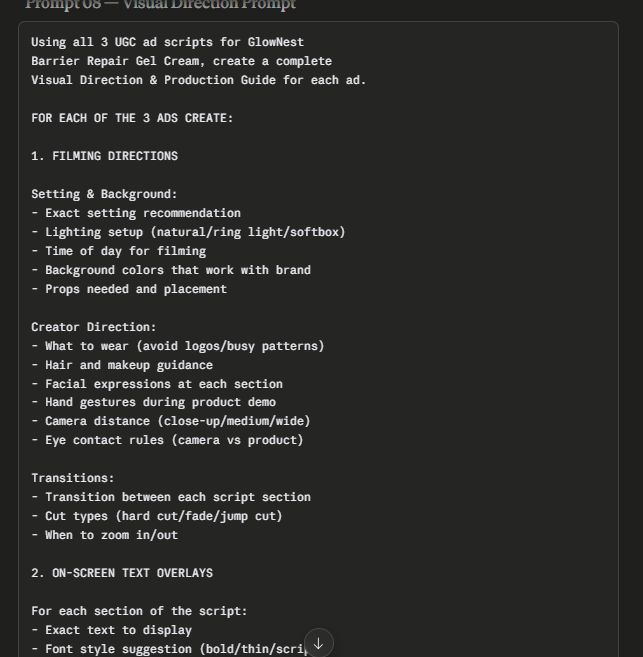 Prompt 08 — Visual Direction Prompt
Using all 3 UGC ad scripts for GlowNest
Barrier Repair Gel Cream, create a complete
Visual Direction & Production Guide for each ad.
FOR EACH OF THE 3 ADS CREATE:
1. FILMING DIRECTIONS
Setting & Background:
- Exact setting recommendation
- Lighting setup (natural/ring light/softbox)
- Time of day for filming
- Background colors that work with brand
- Props needed and placement
Creator Direction:
- What to wear (avoid logos/busy patterns)
- Hair and makeup guidance
- Facial expressions at each section
- Hand gestures during product demo
- Camera distance (close-up/medium/wide)
- Eye contact rules (camera vs product)
Transitions:
- Transition between each script section
- Cut types (hard cut/fade/jump cut)
- When to zoom in/out
2. ON-SCREEN TEXT OVERLAYS
For each section of the script:
- Exact text to display
- Font style suggestion (bold/thin/scri